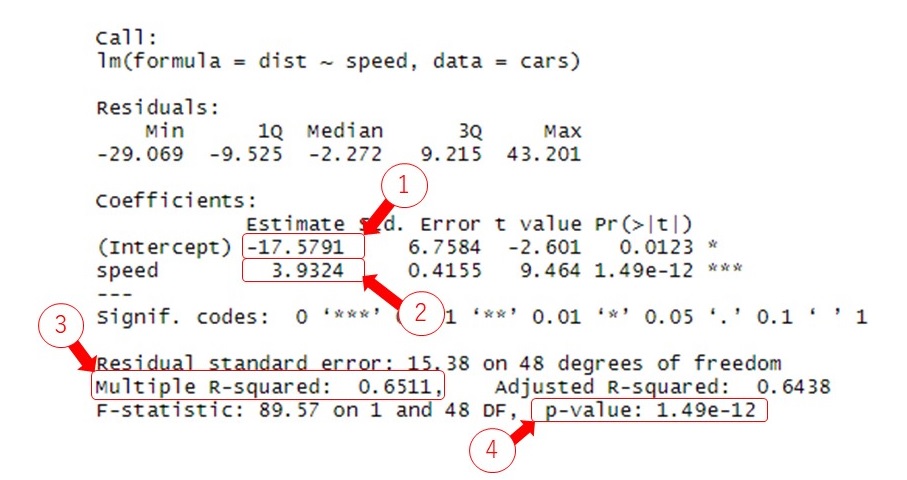 Call:
lm(formula = dist ~ speed, data = cars)
Residuals:
Min 1Q Median 3Q Max
-29.069 -9.525 -2.272 9.215 43.201
Coefficients:
1
Estimate d. Error t value Pr(>|t|)
(Intercept) -17.5791 6.7584 -2.601 0.0123 *
speed 3.9324 0.4155 9.464 1.49e-12 ***
---
2
3
Signif. codes: 0 ‘***’ 1 ‘**’ 0.01 ‘*’ 0.05 ‘.’ 0.1 ‘ ’ 1
Residual standard error: 15.38 on 48 degrees of freedom
Multiple R-squared: 0.6511, Adjusted R-squared: 0.6438
F-statistic: 89.57 on 1 and 48 DF, p-value: 1.49e-12
4